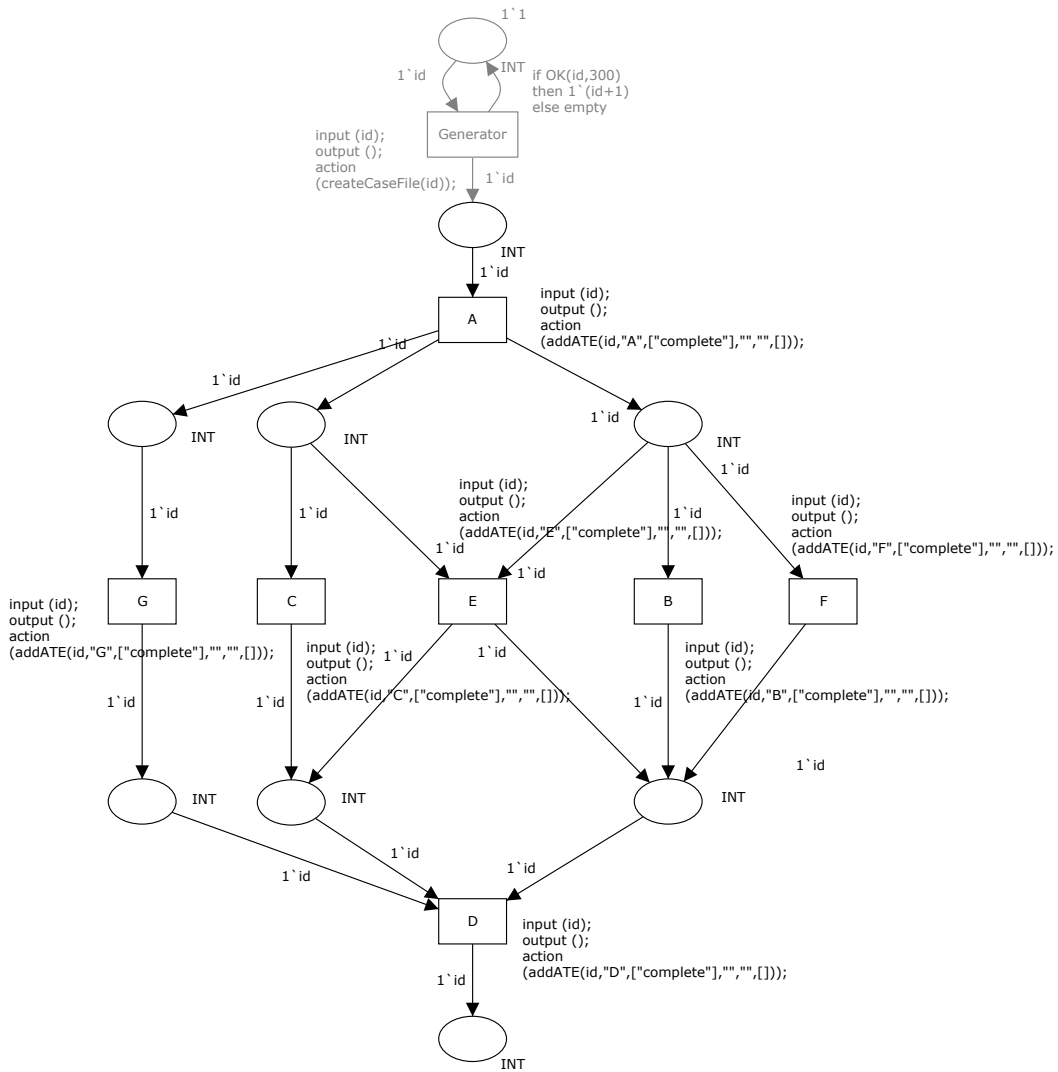 1`1
1`id
INT
if OK(id,300)
then 1`(id+1)
else empty
Generator
input (id);
output ();
action
(createCaseFile(id));
1`id
INT
1`id
A
input (id);
output ();
action
(addATE(id,"A",["complete"],"","",[]));
1`id
1`id
1`id
INT
INT
INT
1`id
1`id
1`id
input (id);
output ();
action
(addATE(id,"E",["complete"],"","",[]));
1`id
1`id
1`id
input (id);
output ();
action
(addATE(id,"F",["complete"],"","",[]));
G
C
E
B
F
input (id);
output ();
action
(addATE(id,"G",["complete"],"","",[]));
input (id);
output ();
action
(addATE(id,"C",["complete"],"","",[]));
1`id
1`id
input (id);
output ();
action
(addATE(id,"B",["complete"],"","",[]));
1`id
1`id
1`id
1`id
INT
INT
INT
1`id
1`id
1`id
D
input (id);
output ();
action
(addATE(id,"D",["complete"],"","",[]));
1`id
INT